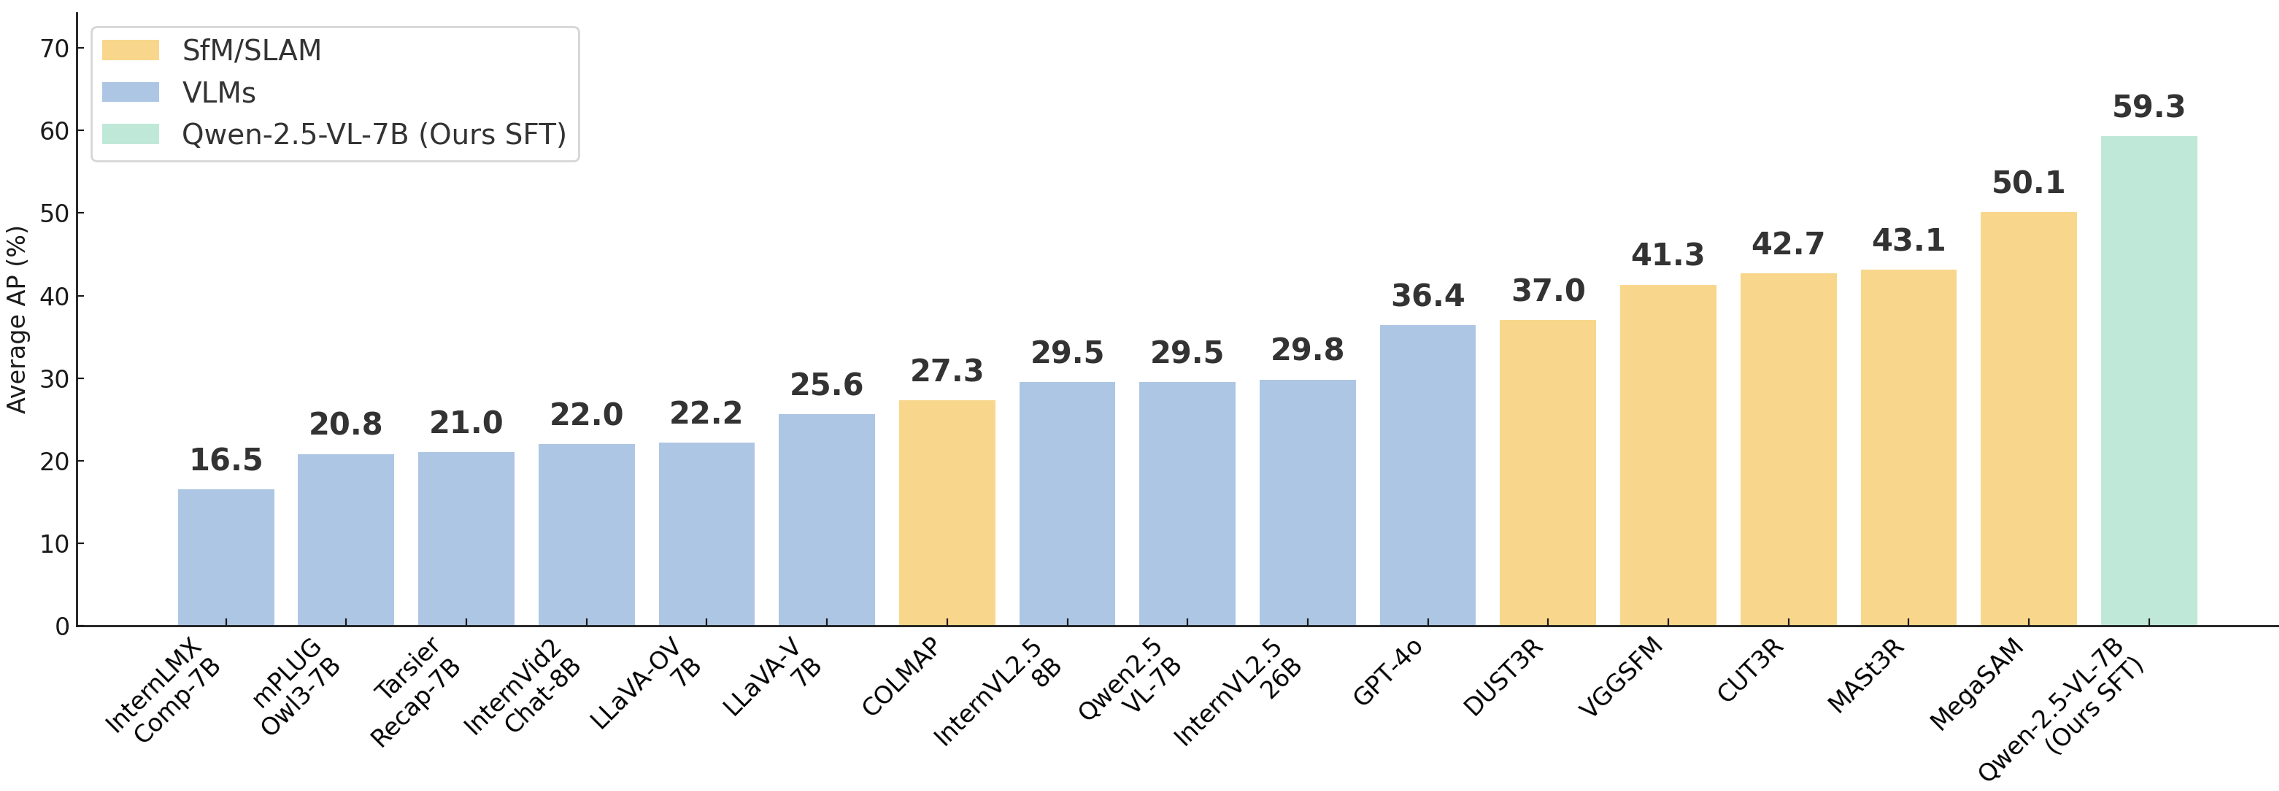 SfM/SLAM
VLMs
Qwen-2.5-VL-7B (Ours SFT)
Average AP (%)
70
60
50
40
30
20
10
0
16.5
20.8
21.0
22.0
22.2
25.6
27.3
29.5
29.5
29.8
36.4
37.0
41.3
42.7
43.1
50.1
59.3
InternLMX
Comp-7B
mPLUG
Owl3-7B
Tarsier
Recap-7B
InternVid2
Chat-8B
LLaVA-OV
7B
LLaVA-V
7B
COLMAP
InternVL2.5
8B
Qwen2.5
VL-7B
InternVL2.5
26B
GPT-4o
DUST3R
VGGSFM
CUT3R
MASt3R
MegaSAM
Qwen-2.5-VL-7B
(Ours SFT)